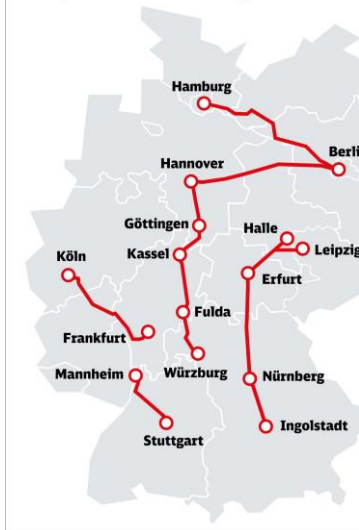 Hamburg
Berli
Hannover
Göttingen
Halle
Köln
Kassel
Leipzig
Erfurt
Fulda
Frankfurt
Mannheim
Würzburg
Nürnberg
Stuttgart
Ingolstadt